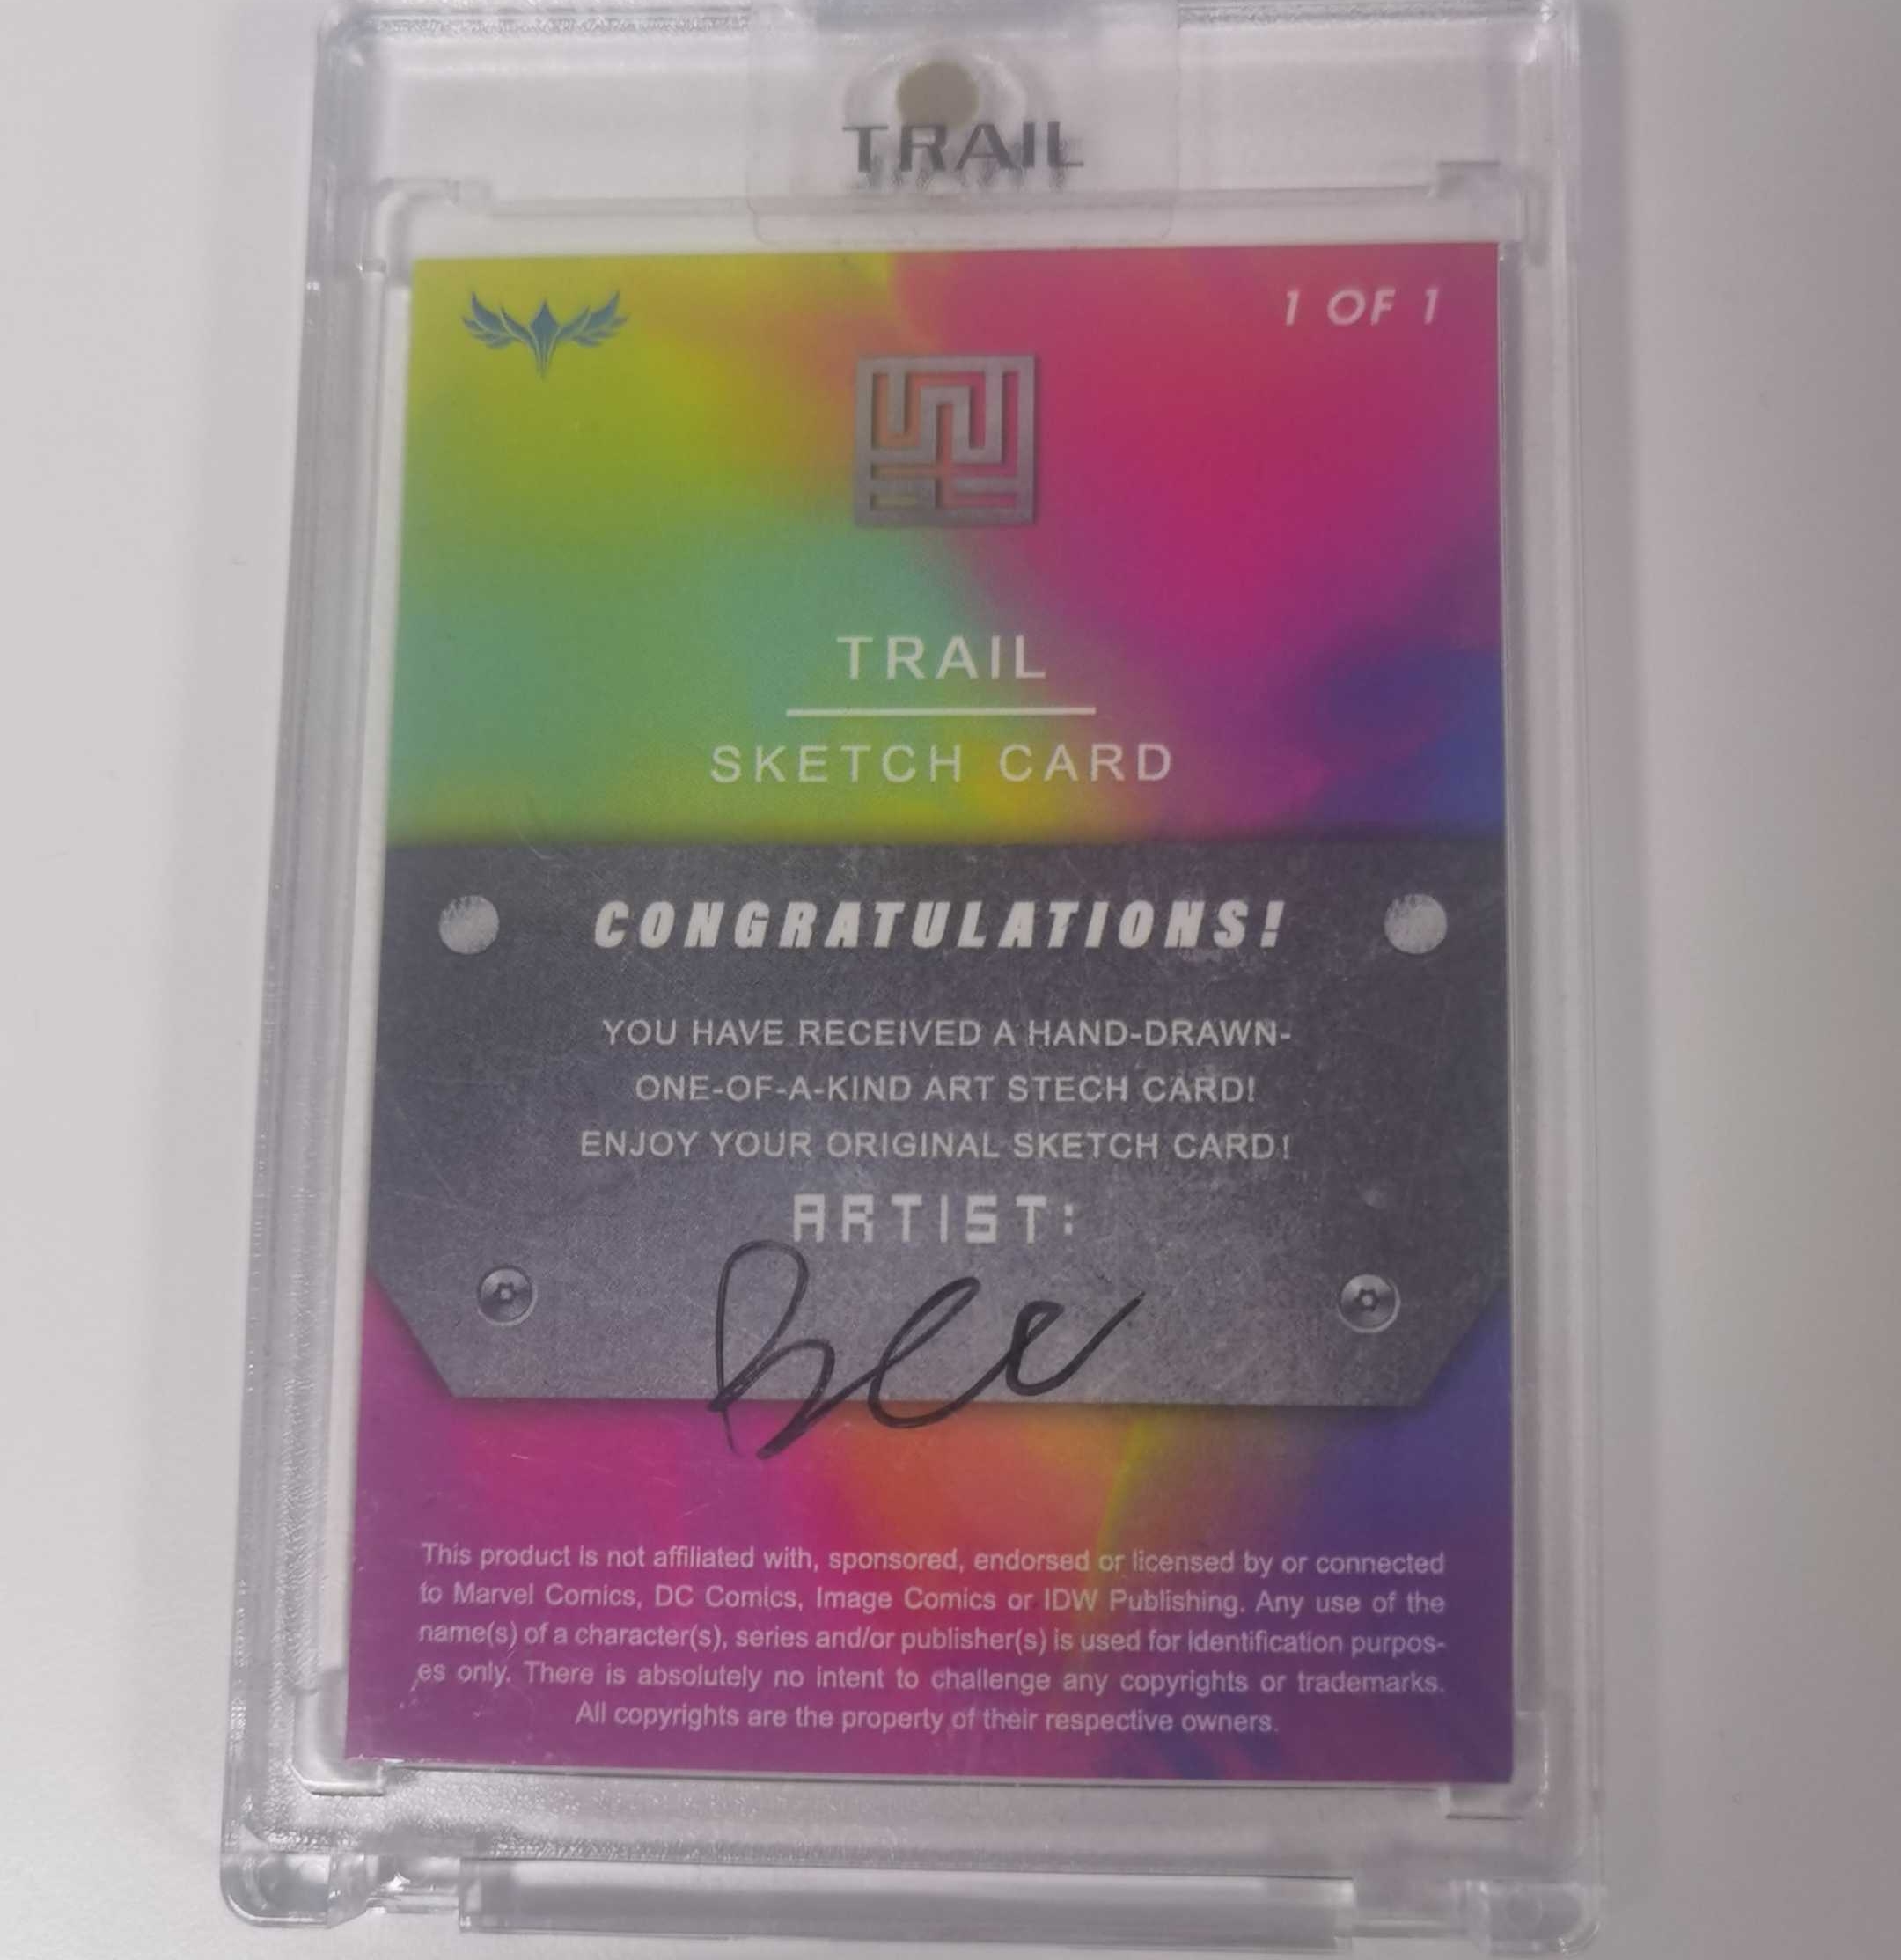 TRAIL
1 OF 1
TRAIL
SKETCH CARD
CONGRATULATIONS!
YOU HAVE RECEIVED A HAND-DRAWN-
ONE-OF-A-KIND ART STECH CARD!
ENJOY YOUR ORIGINAL SKETCH CARD!
ARTIST:
This product is not affiliated with, sponsored, endorsed or licensed by or connected
to Marvel Comics, DC Comics, Image Comics or IDW Publishing. Any use of the
name(s) of a character(s), series and/or publisher(s) is used for identification purpos-
es only. There is absolutely no intent to challenge any copyrights or trademarks.
All copyrights are the property of their respective owners.